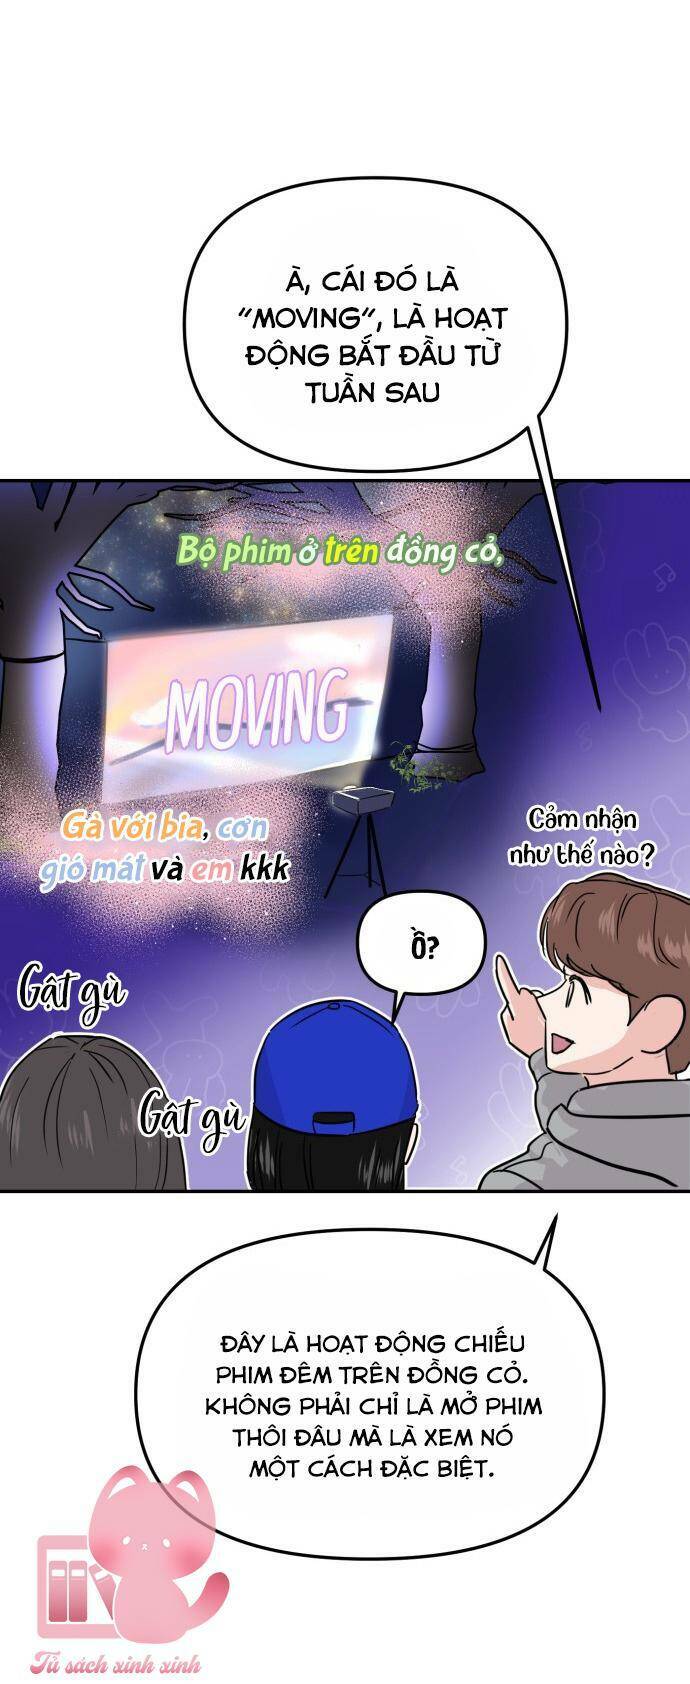 À, CÁI ĐÓ LÀ
"MOVING", LÀ HOẠT
ĐỘNG BẮT ĐẦU TỪ
TUẦN SAU
Bộ phim ở trên đồng cỏ,
MOVING
Gà với bia, cơn
gió mát và em kkk
Cảm nhận
như thế nào?
Ồ?
Gật gù
Gật gù
ĐÂY LÀ HOẠT ĐỘNG CHIẾU
PHIM ĐÊM TRÊN ĐỒNG CỎ.
KHÔNG PHẢI CHỈ LÀ MỞ PHIM
THÔI ĐÂU MÀ LÀ XEM NÓ
MỘT CÁCH ĐẶC BIỆT.
Tủ sách xinh xinh